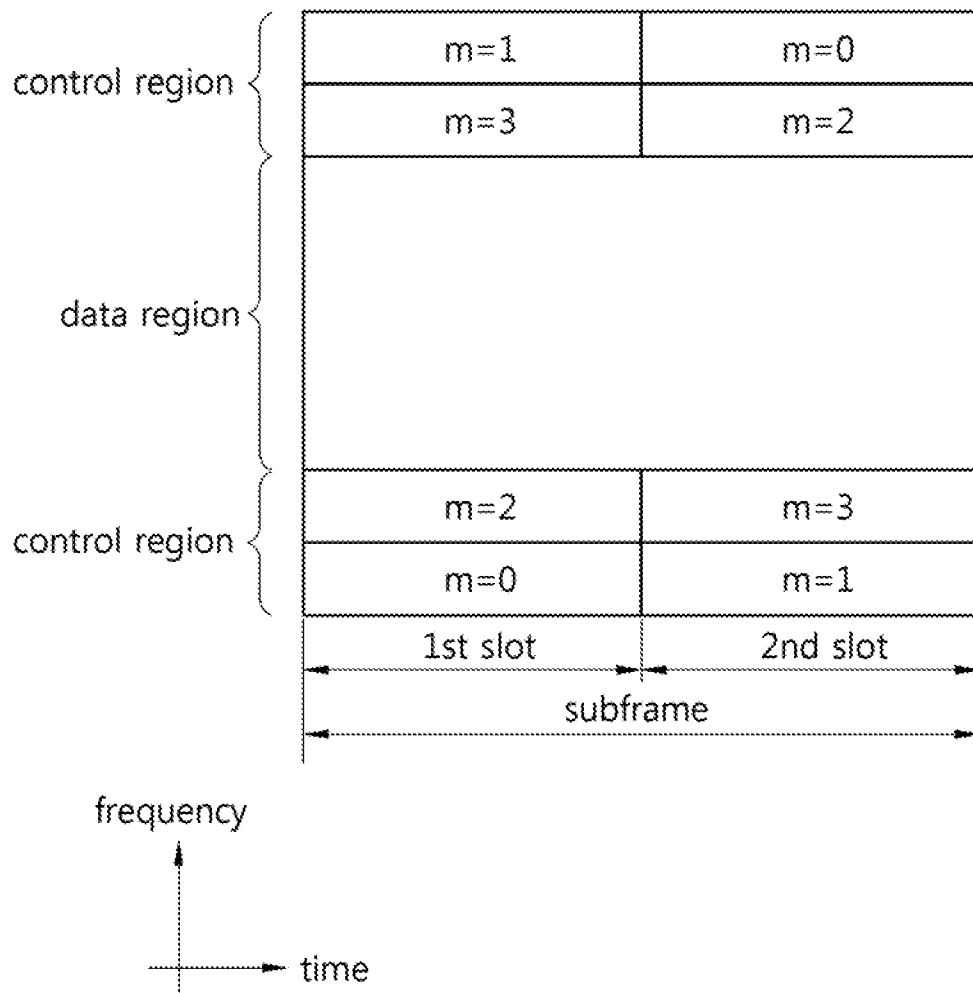 m=1 m=0
control region
m=3 m=2
data region
m=2 m=3
control region
m=0 m=1
1st slot 2nd slot
subframe
frequency
time